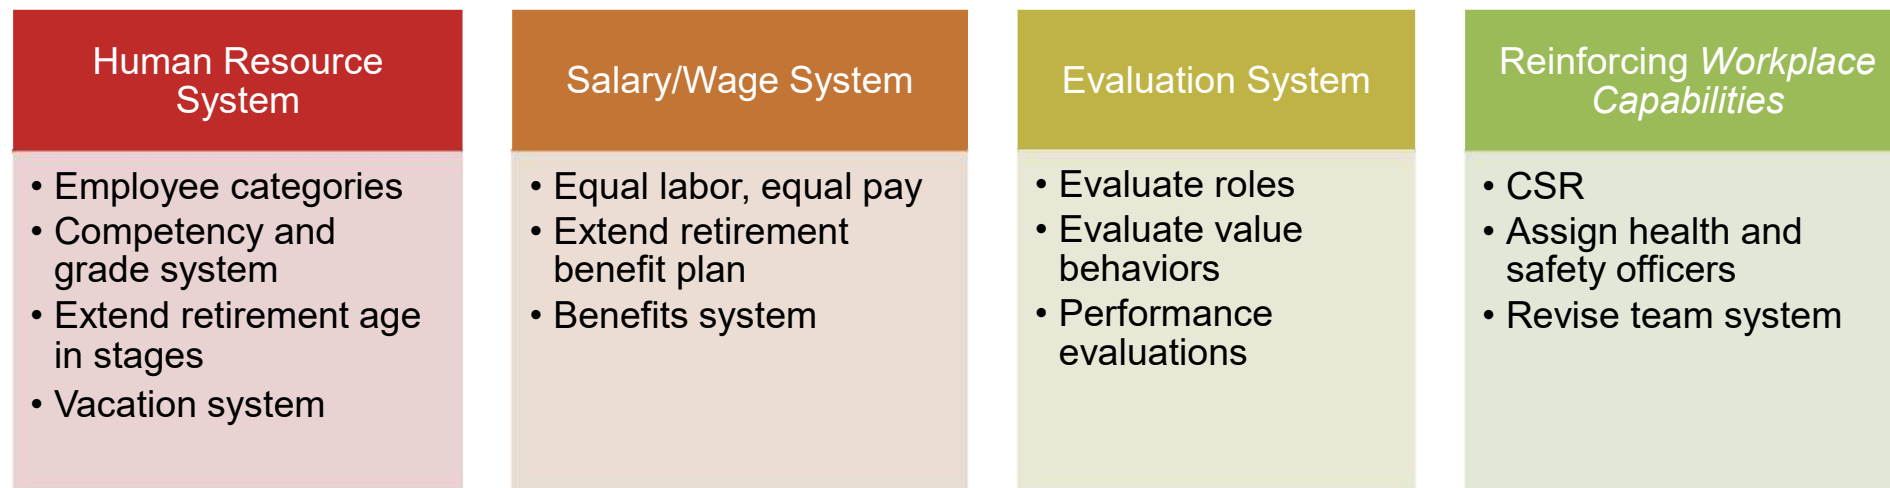 Human Resource
System
• Employee categories
• Competency and
grade system
• Extend retirement age
in stages
• Vacation system
Salary/Wage System
• Equal labor, equal pay
• Extend retirement
benefit plan
• Benefits system
Evaluation System
• Evaluate roles
• Evaluate value
behaviors
• Performance
evaluations
Reinforcing Workplace
Capabilities
• CSR
• Assign health and
safety officers
• Revise team system